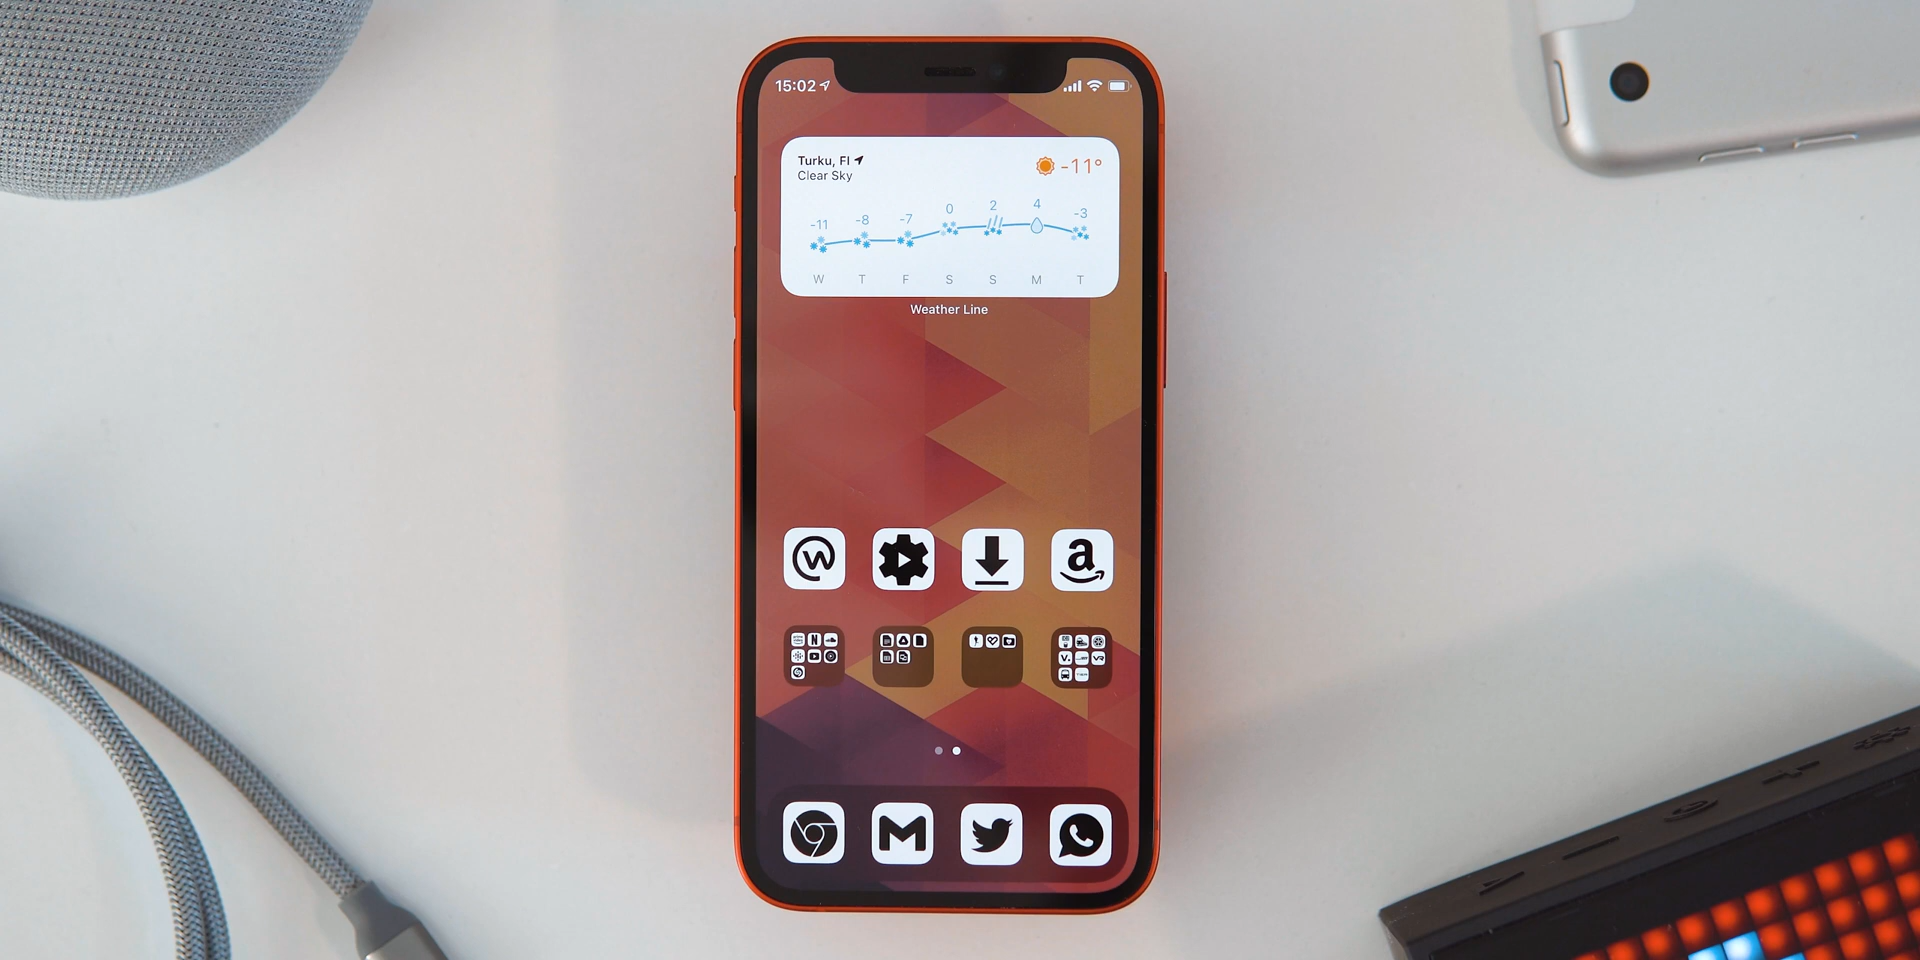 15:02
Turku, FI
Clear Sky
-11°
-11 -8 -7 0 2 4 -3
W T F S S M T
Weather Line